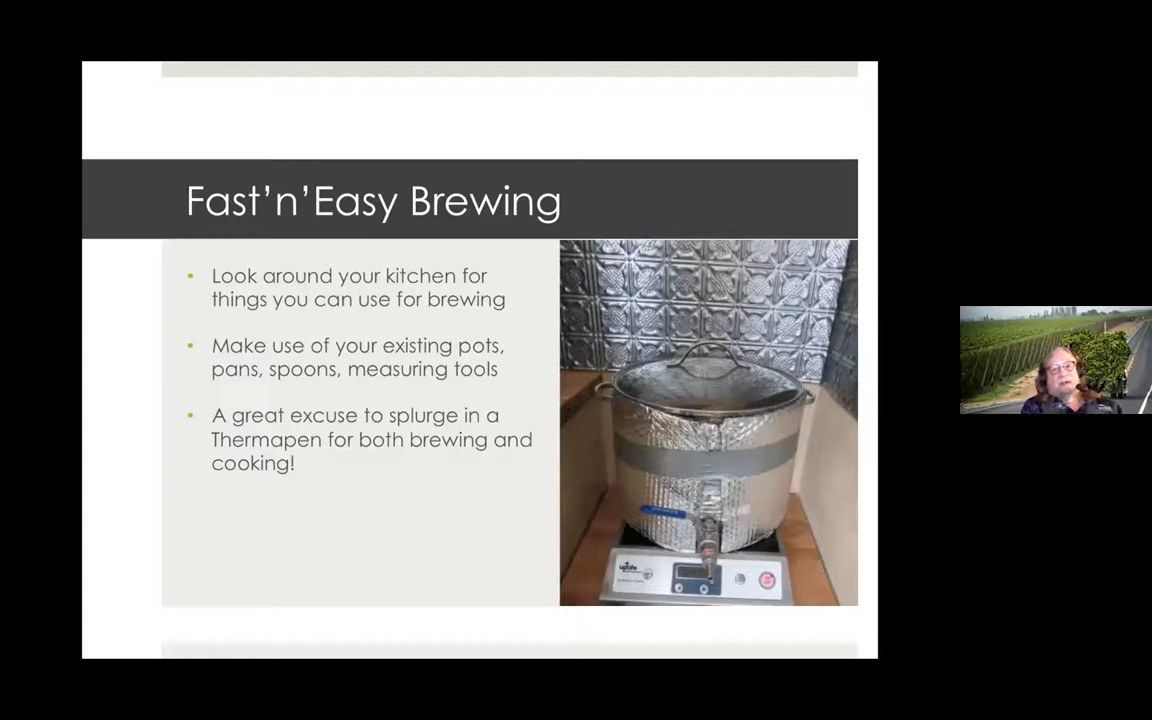 Fast’n’Easy Brewing
• Look around your kitchen for
things you can use for brewing
• Make use of your existing pots,
pans, spoons, measuring tools
• A great excuse to splurge in a
Thermapen for both brewing and
cooking!